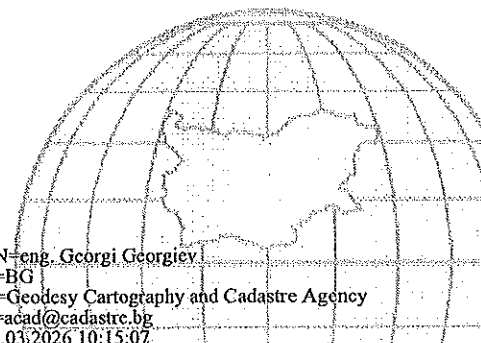 N=eng. Georgi Georgiev
=BG
=Geodesy Cartography and Cadastre Agency
=acad@cadastre.bg
.03.2026 10:15:07